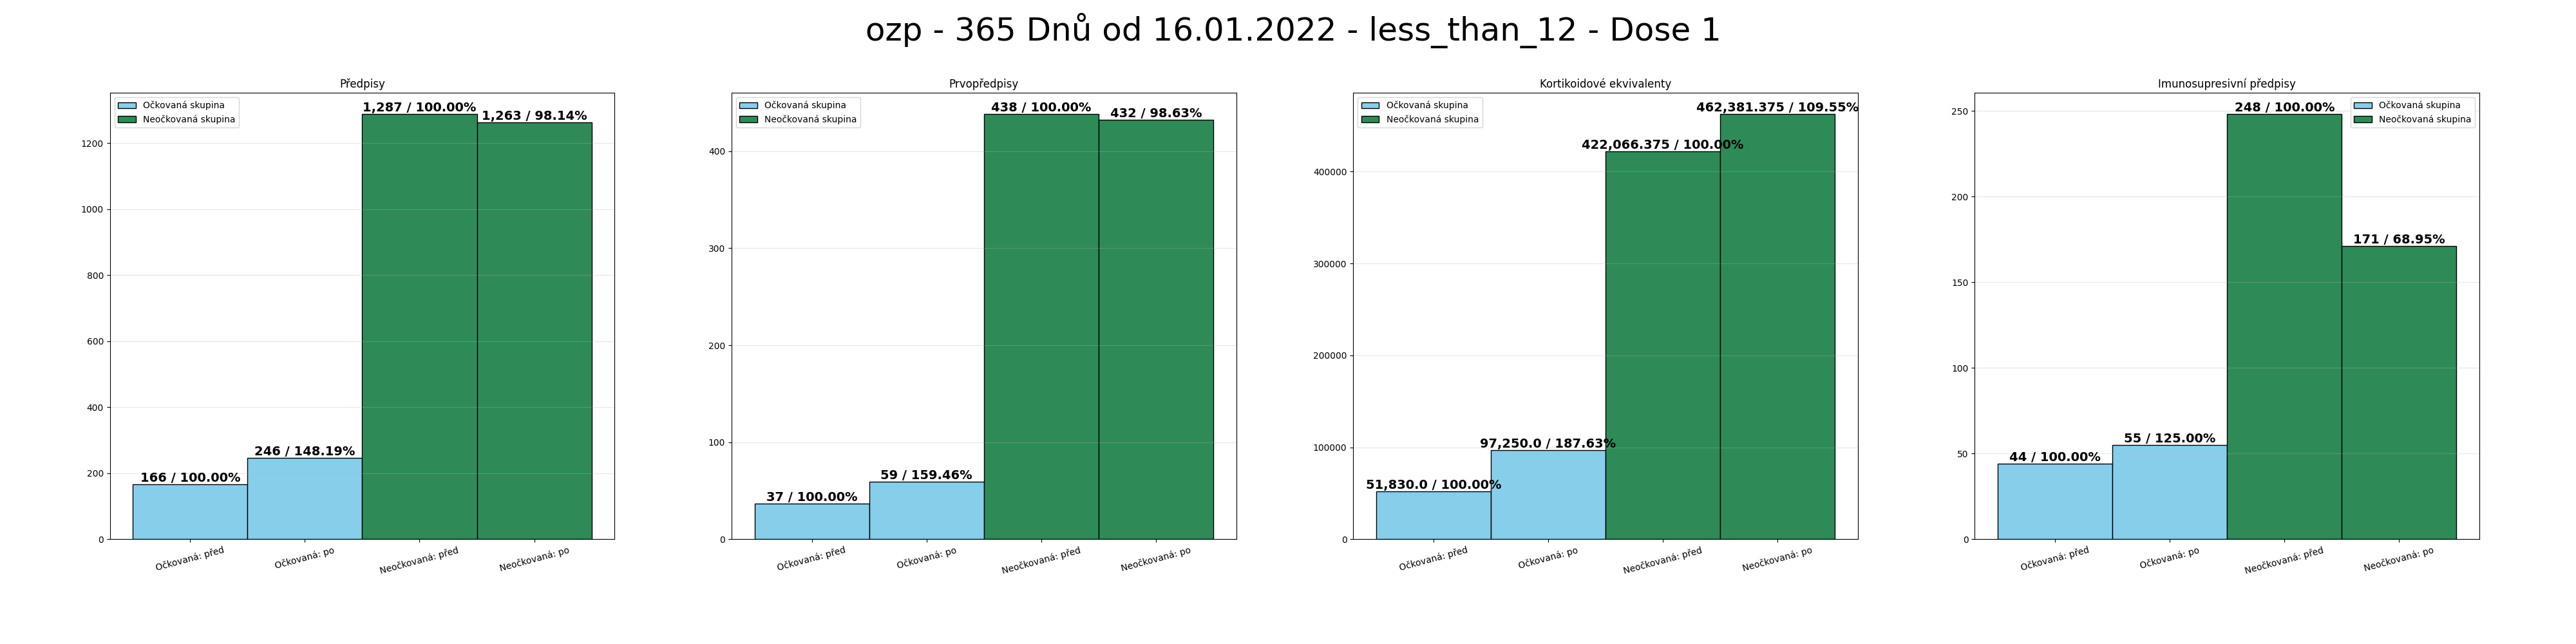 ozp - 365 Dnů od 16.01.2022 - less_than_12 - Dose 1
Předpisy
Očkovaná skupina
Neočkovaná skupina
1,287 / 100.00%
1,263 / 98.14%
246 / 148.19%
166 / 100.00%
1200
1000
800
600
400
200
0
Očkovaná: před
Očkovaná: po
Neočkovaná: před
Neočkovaná: po
Prvopředpisy
Očkovaná skupina
Neočkovaná skupina
438 / 100.00%
432 / 98.63%
59 / 159.46%
37 / 100.00%
400
300
200
100
0
Očkovaná: před
Očkovaná: po
Neočkovaná: před
Neočkovaná: po
Kortikoidové ekvivalenty
Očkovaná skupina
Neočkovaná skupina
462,381.375 / 109.55%
422,066.375 / 100.00%
97,250.0 / 187.63%
51,830.0 / 100.00%
400000
300000
200000
100000
0
Očkovaná: před
Očkovaná: po
Neočkovaná: před
Neočkovaná: po
Imunosupresivní předpisy
Očkovaná skupina
Neočkovaná skupina
248 / 100.00%
171 / 68.95%
55 / 125.00%
44 / 100.00%
250
200
150
100
50
0
Očkovaná: před
Očkovaná: po
Neočkovaná: před
Neočkovaná: po